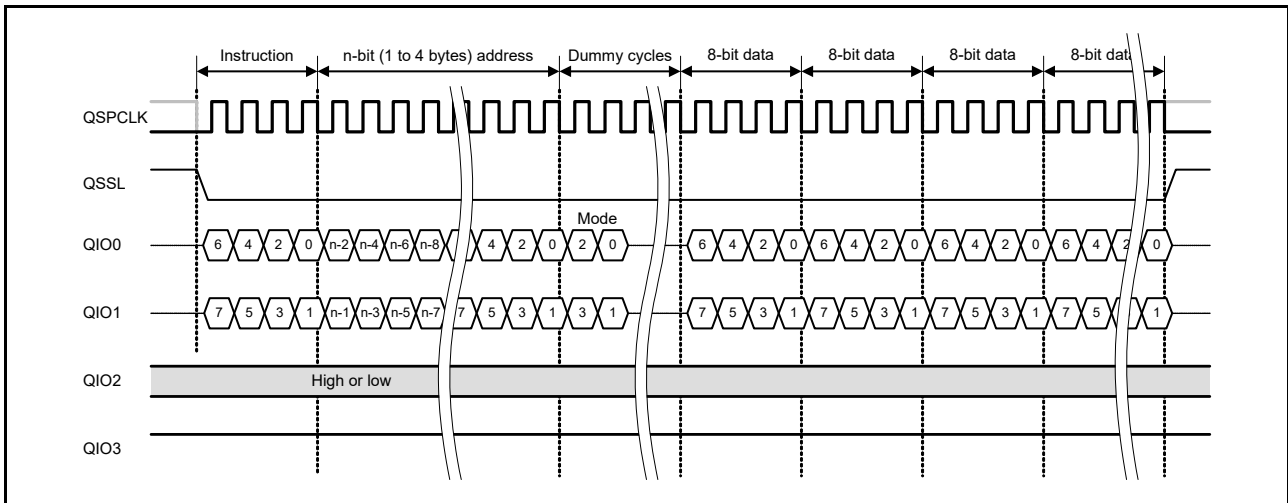 Instruction n-bit (1 to 4 bytes) address Dummy cycles 8-bit data 8-bit data 8-bit data 8-bit data
QSPCLK
QSSL
Mode
QIO0 6 4 2 0 n-2 n-4 n-6 n-8 4 2 0 2 0 6 4 2 0 6 4 2 0 6 4 2 0 6 4 2 0
QIO1 7 5 3 1 n-1 n-3 n-5 n-7 7 5 3 1 3 1 7 5 3 1 7 5 3 1 7 5 3 1 7 5 1
QIO2 High or low
QIO3